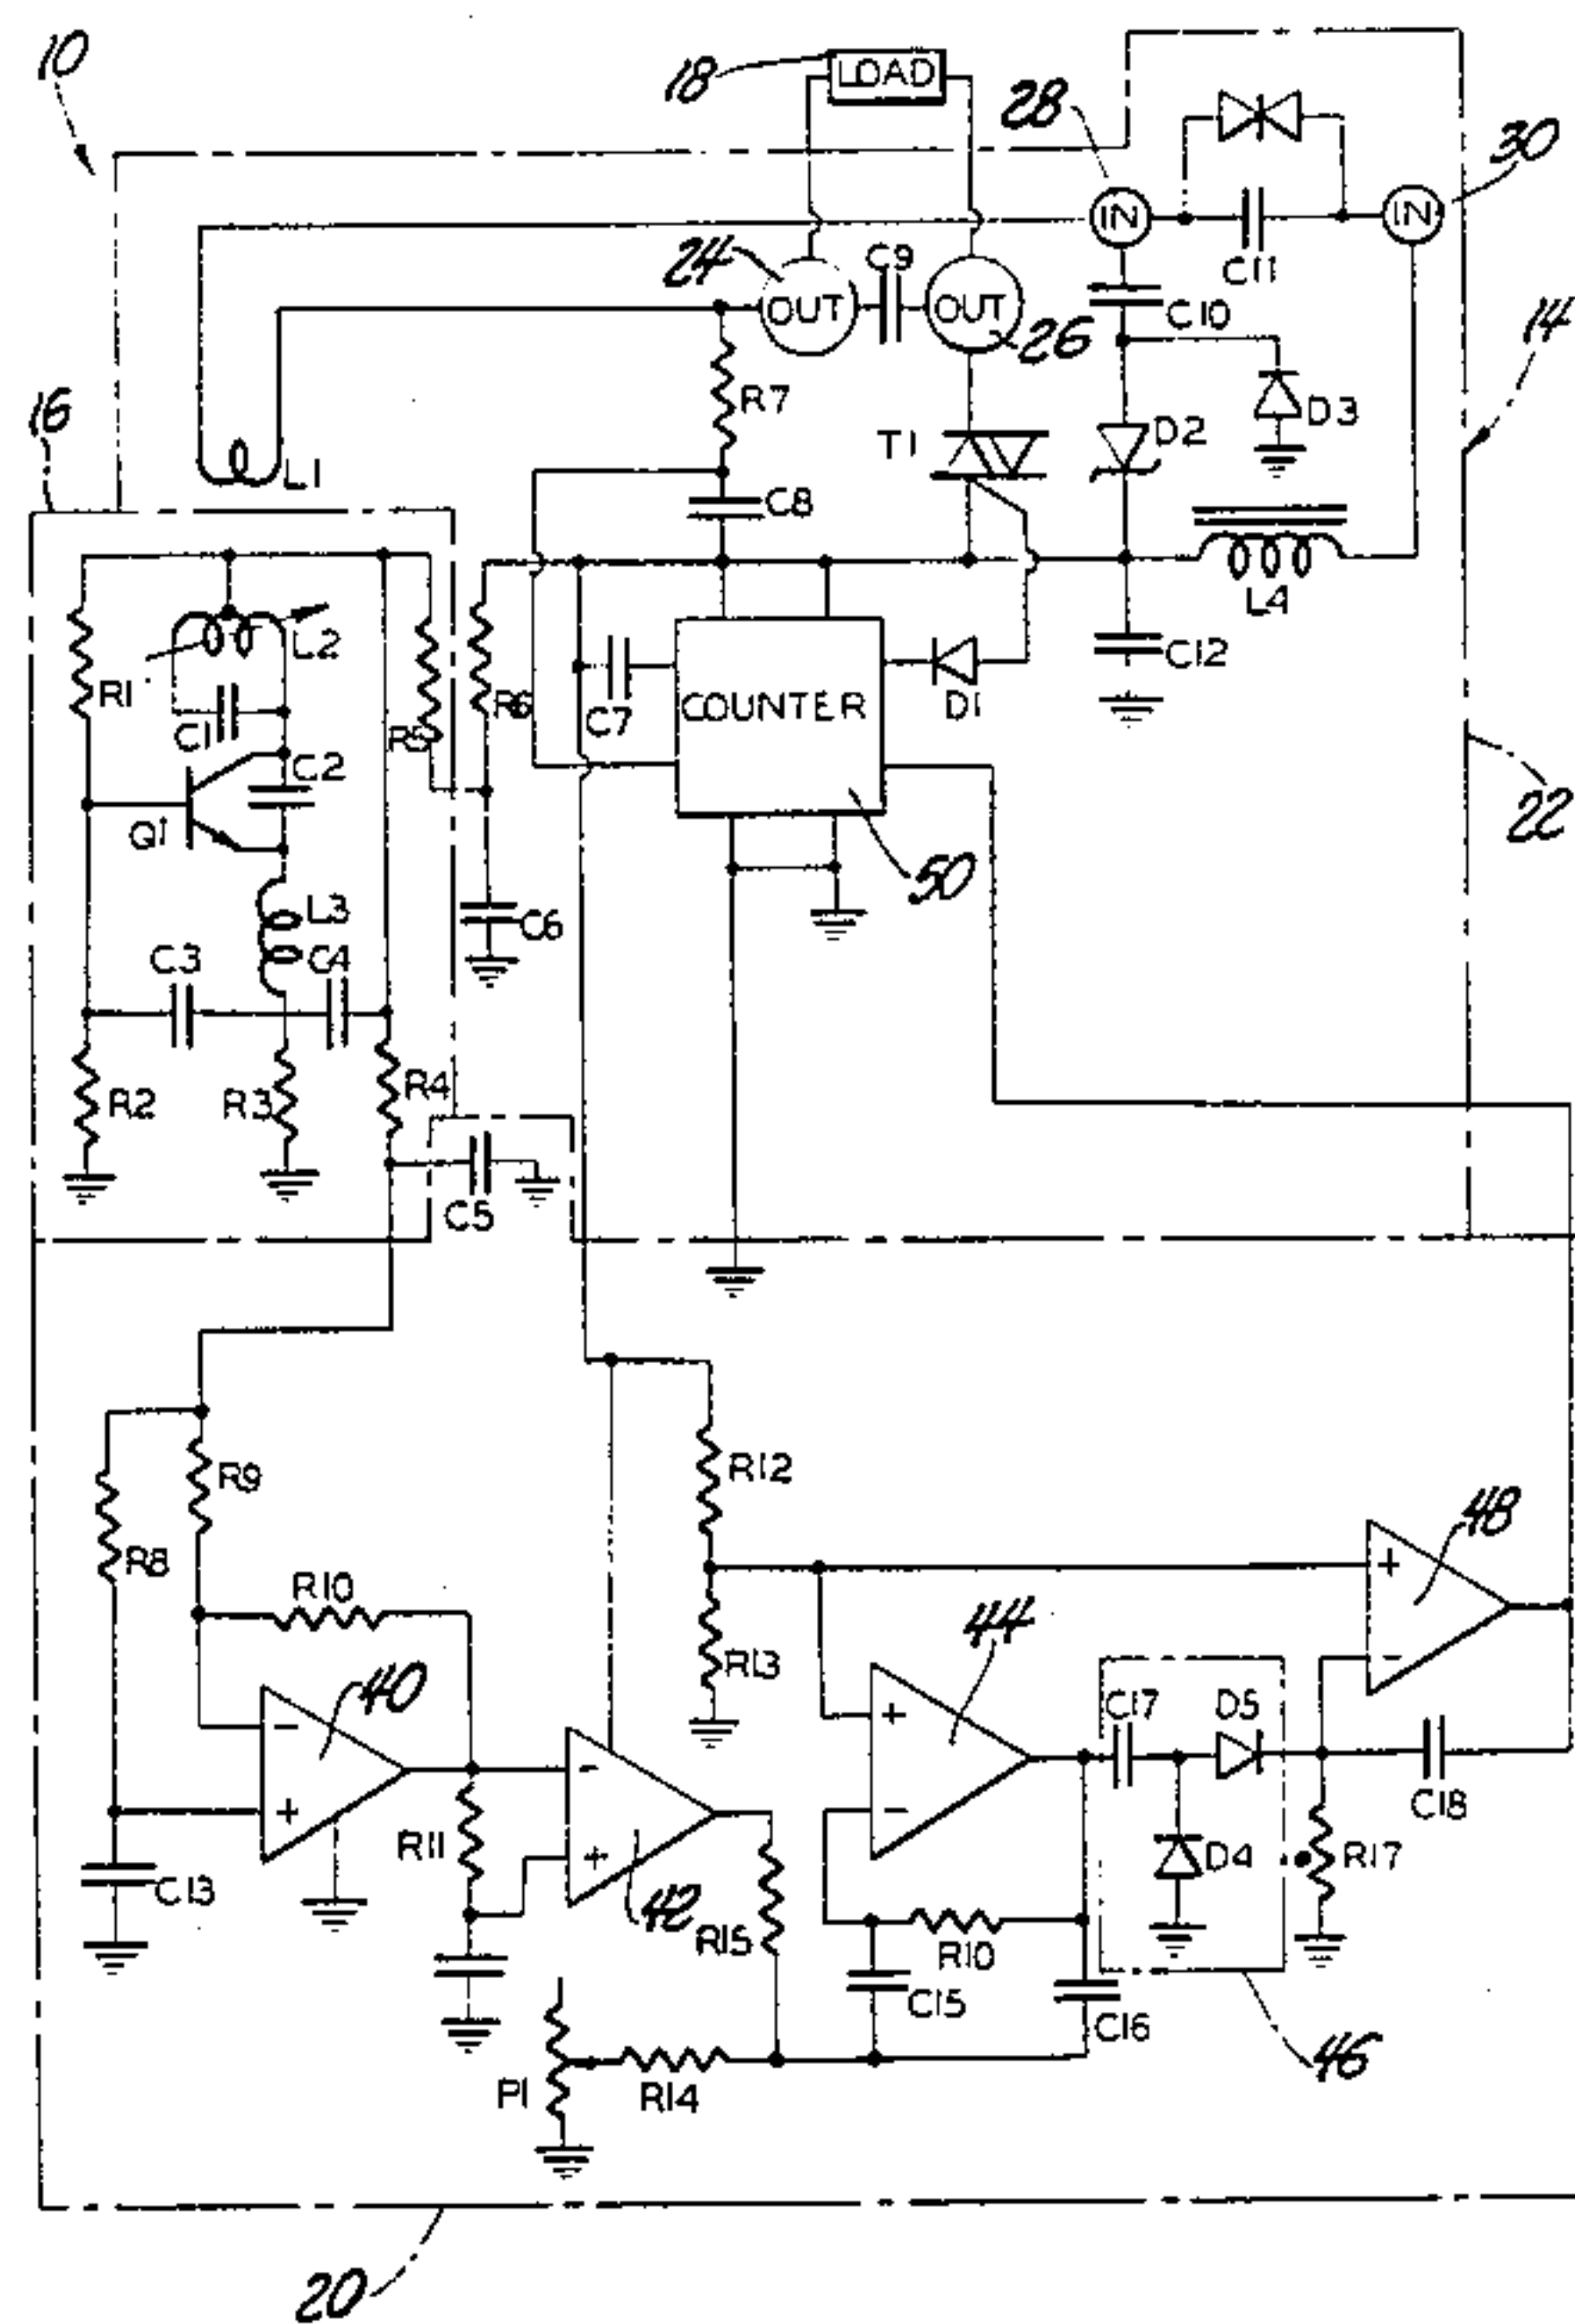 10
18
LOAD
28
30
IN
IN
24
C9
C11
OUT
OUT
C10
26
14
16
R7
T1
D2
D3
L1
C8
L2
L4
R1
C12
R6
C7
COUNTER
D1
C1
R5
C2
22
Q1
50
L3
C6
C3
C4
R2
R3
R4
C5
R9
R12
R8
48
R10
+
R13
44
40
-
C17
D5
-
+
-
+
-
C18
R11
D4
R17
C13
+
42
R15
R10
C15
C16
46
P1
R14
20